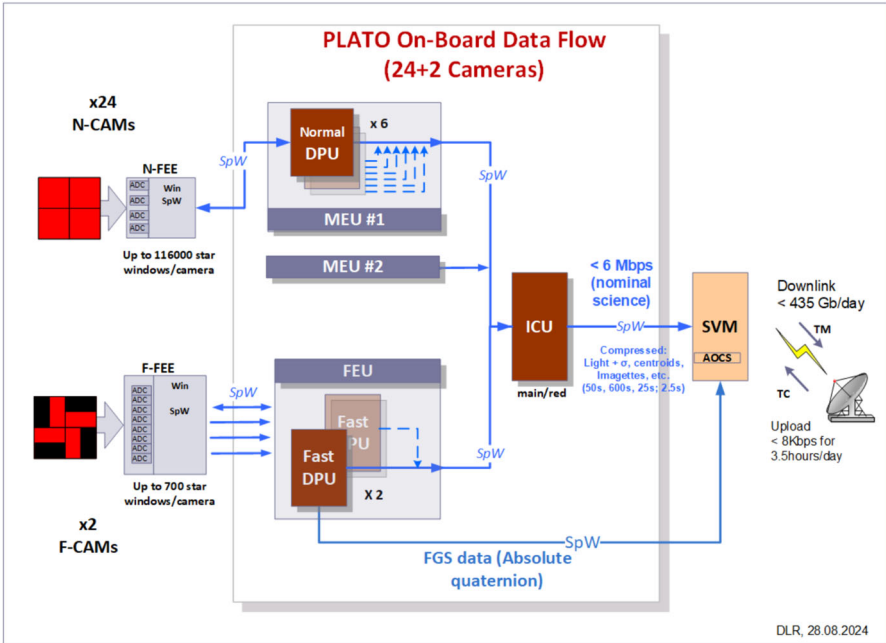 PLATO On-Board Data Flow
(24+2 Cameras)
x24
N-CAMs
N-FEE
ADC
ADC
ADC
ADC
Win
SpW
Up to 116000 star
windows/camera
SpW
Normal
DPU
x 6
MEU #1
MEU #2
SpW
F-FEE
ADC
ADC
ADC
ADC
ADC
ADC
ADC
ADC
Win
SpW
Up to 700 star
windows/camera
x2
F-CAMs
SpW
FEU
Fast
DPU
Fast
DPU
X 2
SpW
ICU
main/red
< 6 Mbps
(nominal
science)
SpW
Compressed:
Light + σ, centroids,
Imagettes, etc.
(50s, 600s, 25s; 2.5s)
SVM
AOCS
SpW
FGS data (Absolute
quaternion)
Downlink
< 435 Gb/day
TM
TC
Upload
< 8Kbps for
3.5hours/day
DLR, 28.08.2024